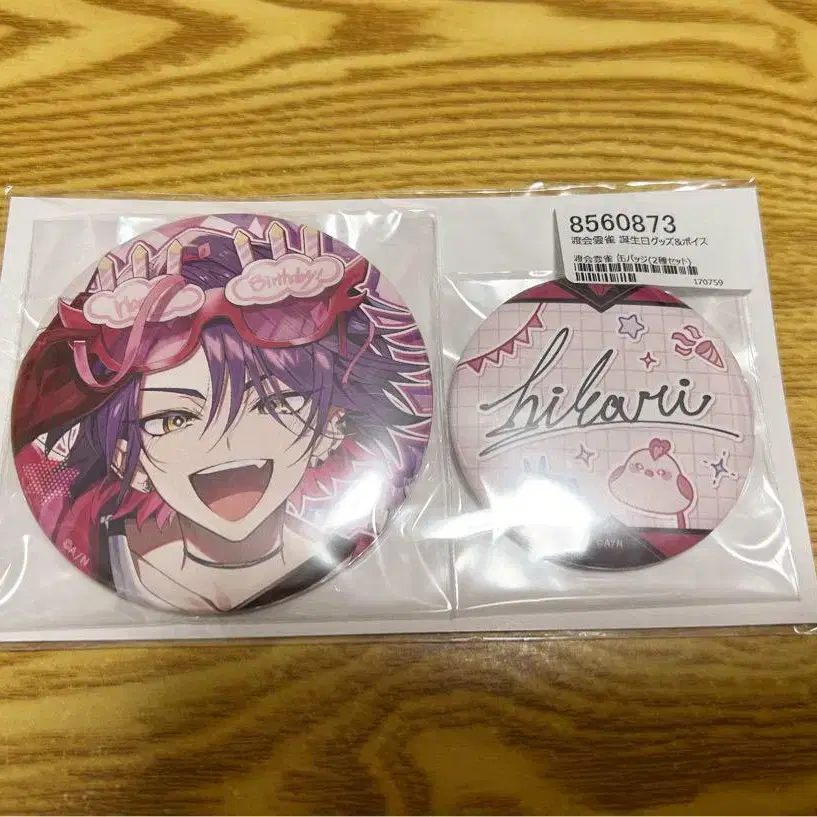 Birthday!
©A/N
8560873
渡会雲雀 誕生日グッズ&ボイス
渡会雲雀 缶バッジ(2種セット)
170759
hikari
©A/N